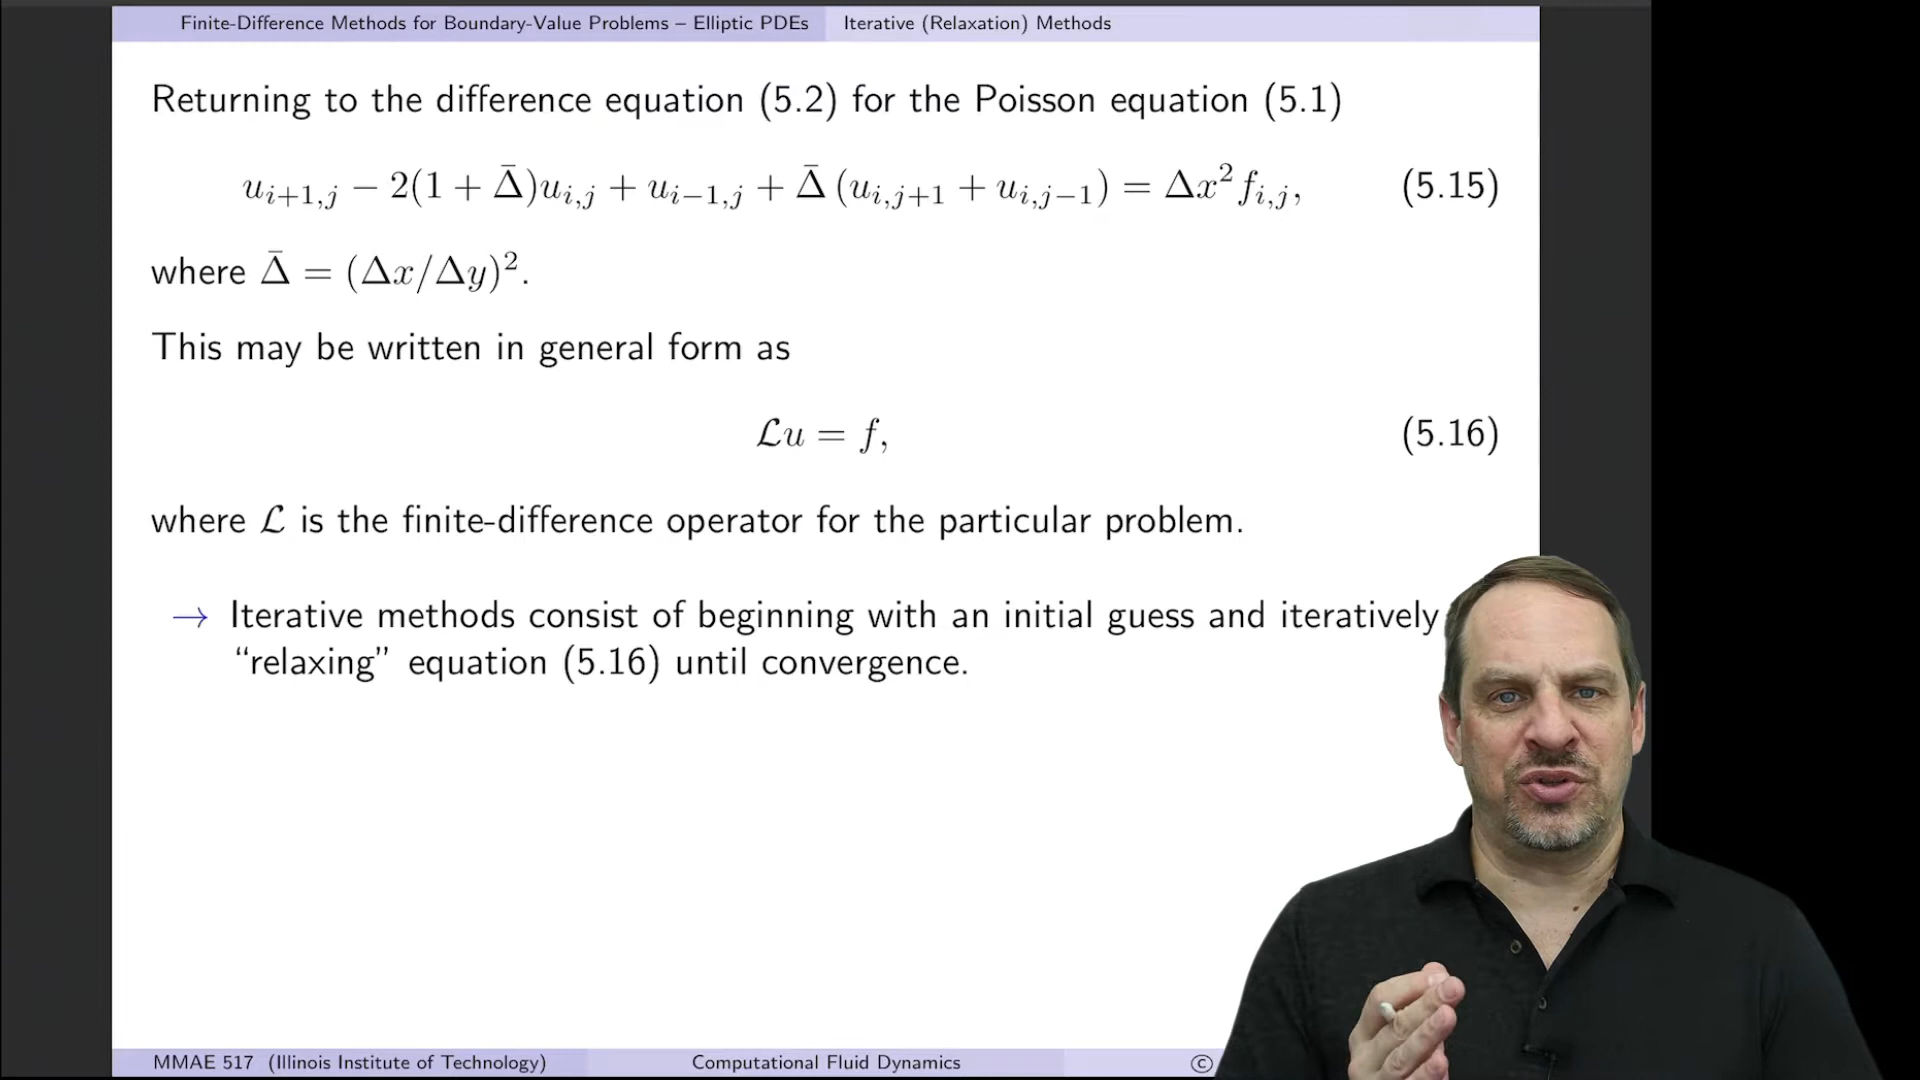 Finite-Difference Methods for Boundary-Value Problems – Elliptic PDEs Iterative (Relaxation) Methods
Returning to the difference equation (5.2) for the Poisson equation (5.1)
u_{i+1,j} − 2(1 + Δ̄)u_{i,j} + u_{i−1,j} + Δ̄ (u_{i,j+1} + u_{i,j−1}) = Δx² f_{i,j}, (5.15)
where Δ̄ = (Δx/Δy)².
This may be written in general form as
ℒu = f, (5.16)
where ℒ is the finite-difference operator for the particular problem.
→ Iterative methods consist of beginning with an initial guess and iteratively
“relaxing” equation (5.16) until convergence.
MMAE 517 (Illinois Institute of Technology) Computational Fluid Dynamics ©